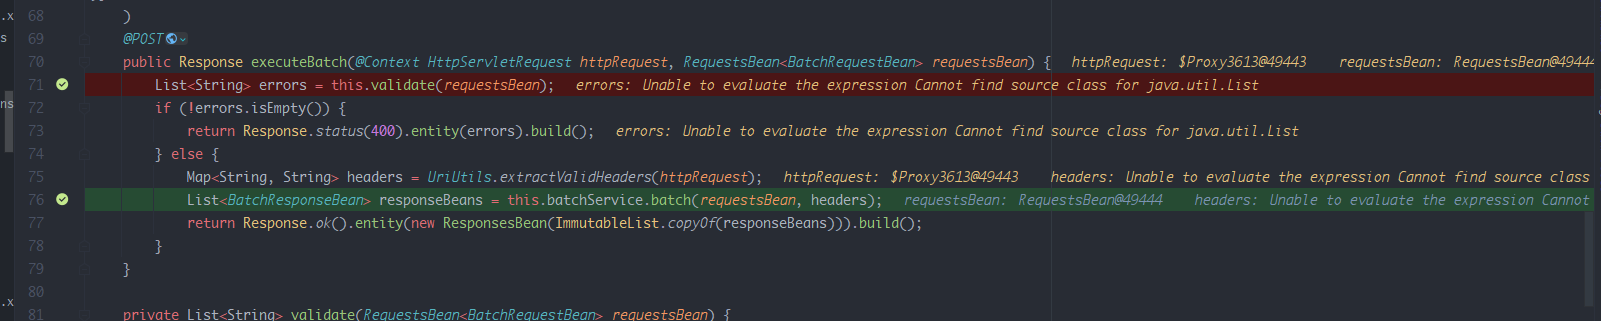 .x 68 )
s 69 @POST
70 public Response executeBatch(@Context HttpServletRequest httpRequest, RequestsBean<BatchRequestBean> requestsBean) { httpRequest: $Proxy3613@49443 requestsBean: RequestsBean@49444
71 List<String> errors = this.validate(requestsBean); errors: Unable to evaluate the expression Cannot find source class for java.util.List
ns 72 if (!errors.isEmpty()) {
73 return Response.status(400).entity(errors).build(); errors: Unable to evaluate the expression Cannot find source class for java.util.List
74 } else {
75 Map<String, String> headers = UriUtils.extractValidHeaders(httpRequest); httpRequest: $Proxy3613@49443 headers: Unable to evaluate the expression Cannot find source class
76 List<BatchResponseBean> responseBeans = this.batchService.batch(requestsBean, headers); requestsBean: RequestsBean@49444 headers: Unable to evaluate the expression Cannot
77 return Response.ok().entity(new ResponsesBean(ImmutableList.copyOf(responseBeans))).build();
78 }
79 }
80
.x 81 private List<String> validate(RequestsBean<BatchRequestBean> requestsBean) {